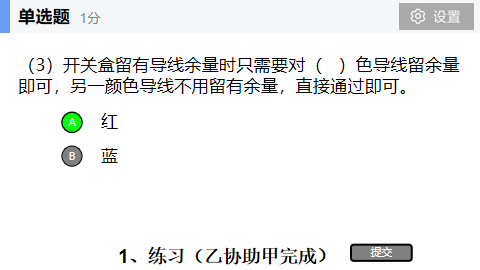 单选题 1分 设置
（3）开关盒留有导线余量时只需要对（ ）色导线留余量
即可，另一颜色导线不用留有余量，直接通过即可。
A 红
B 蓝
1、练习（乙协助甲完成） 提交